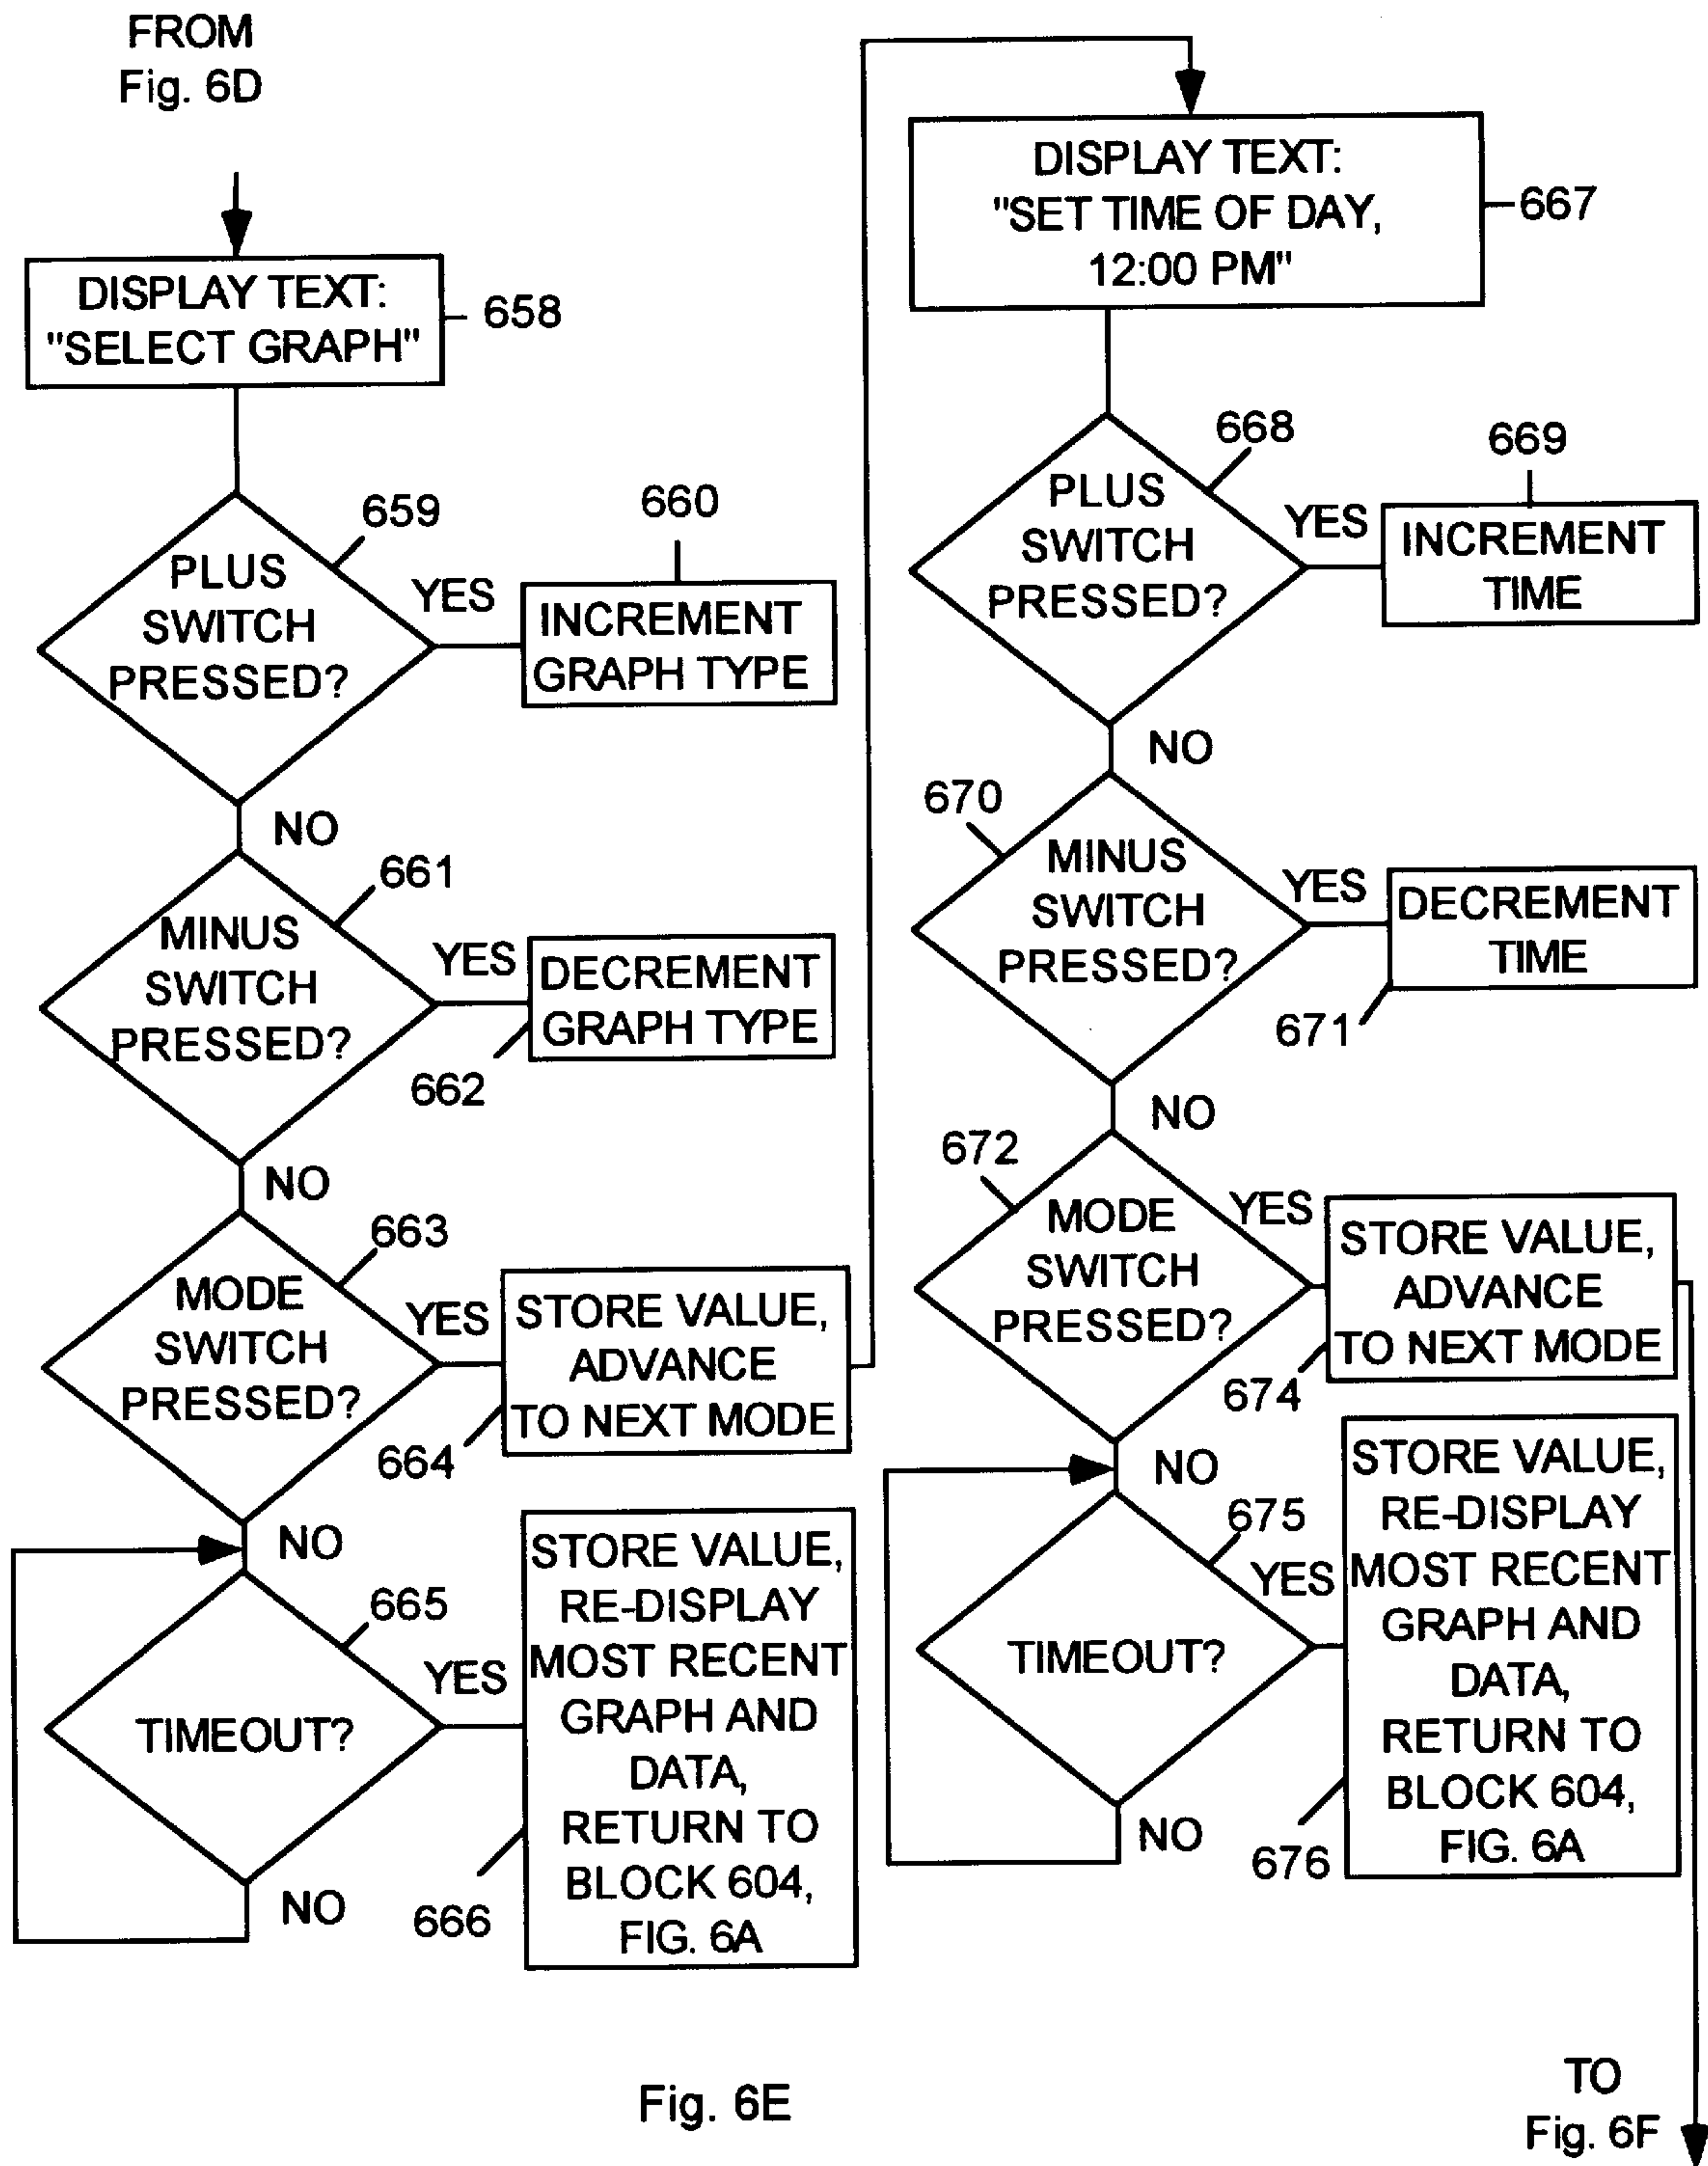 FROM
Fig. 6D
DISPLAY TEXT:
"SELECT GRAPH"
658
PLUS
SWITCH
PRESSED?
659
YES
660
INCREMENT
GRAPH TYPE
NO
MINUS
SWITCH
PRESSED?
661
YES
DECREMENT
GRAPH TYPE
662
NO
MODE
SWITCH
PRESSED?
663
YES
STORE VALUE,
ADVANCE
TO NEXT MODE
664
NO
TIMEOUT?
665
YES
STORE VALUE,
RE-DISPLAY
MOST RECENT
GRAPH AND
DATA,
RETURN TO
BLOCK 604,
FIG. 6A
666
NO
DISPLAY TEXT:
"SET TIME OF DAY,
12:00 PM"
667
PLUS
SWITCH
PRESSED?
668
YES
669
INCREMENT
TIME
NO
670
MINUS
SWITCH
PRESSED?
YES
DECREMENT
TIME
671
NO
672
MODE
SWITCH
PRESSED?
YES
STORE VALUE,
ADVANCE
TO NEXT MODE
674
NO
TIMEOUT?
675
YES
STORE VALUE,
RE-DISPLAY
MOST RECENT
GRAPH AND
DATA,
RETURN TO
BLOCK 604,
FIG. 6A
676
NO
Fig. 6E
TO
Fig. 6F